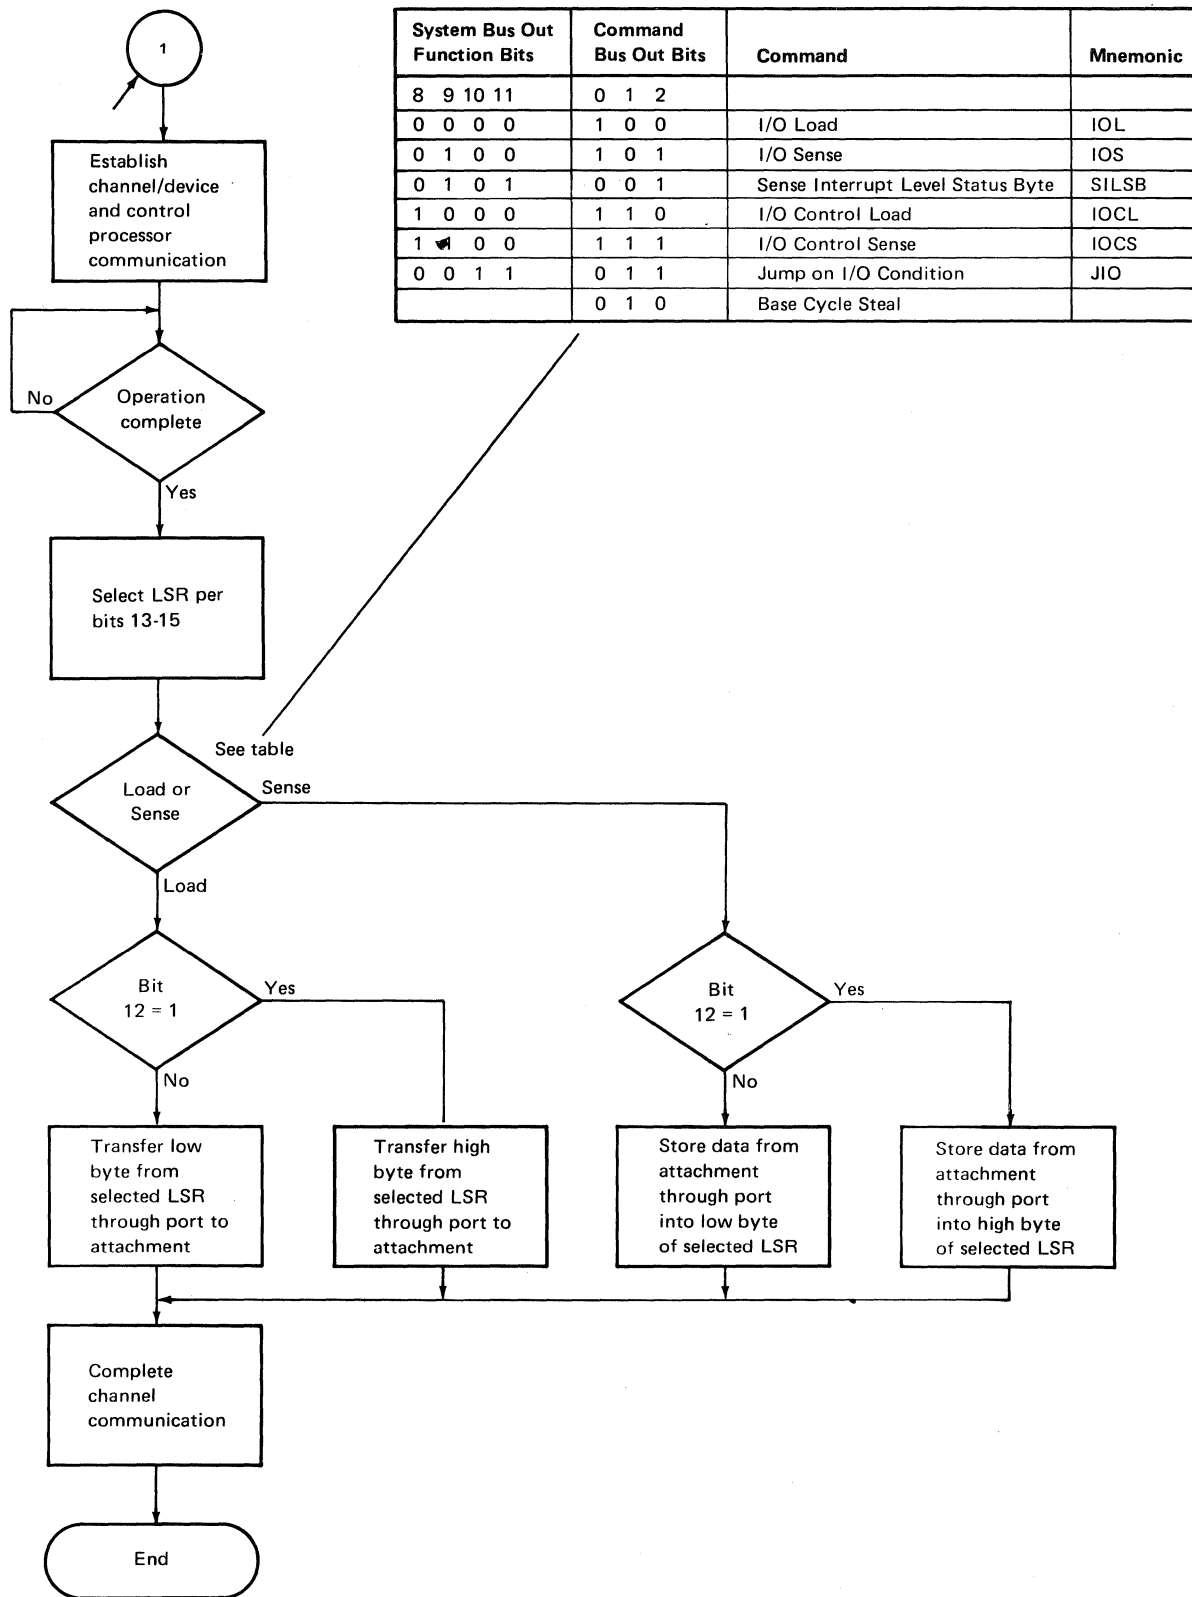 1
System Bus Out Function Bits | Command Bus Out Bits | Command | Mnemonic
8 9 10 11 | 0 1 2
0 0 0 0 | 1 0 0 | I/O Load | IOL
0 1 0 0 | 1 0 1 | I/O Sense | IOS
0 1 0 1 | 0 0 1 | Sense Interrupt Level Status Byte | SILSB
1 0 0 0 | 1 1 0 | I/O Control Load | IOCL
1 0 0 | 1 1 1 | I/O Control Sense | IOCS
0 0 1 1 | 0 1 1 | Jump on I/O Condition | JIO
0 1 0 | Base Cycle Steal
Establish
channel/device
and control
processor
communication
No
Operation
complete
Yes
Select LSR per
bits 13-15
See table
Load or
Sense
Sense
Load
Bit
12 = 1
Yes
No
Bit
12 = 1
Yes
No
Transfer low
byte from
selected LSR
through port to
attachment
Transfer high
byte from
selected LSR
through port to
attachment
Store data from
attachment
through port
into low byte
of selected LSR
Store data from
attachment
through port
into high byte
of selected LSR
Complete
channel
communication
End